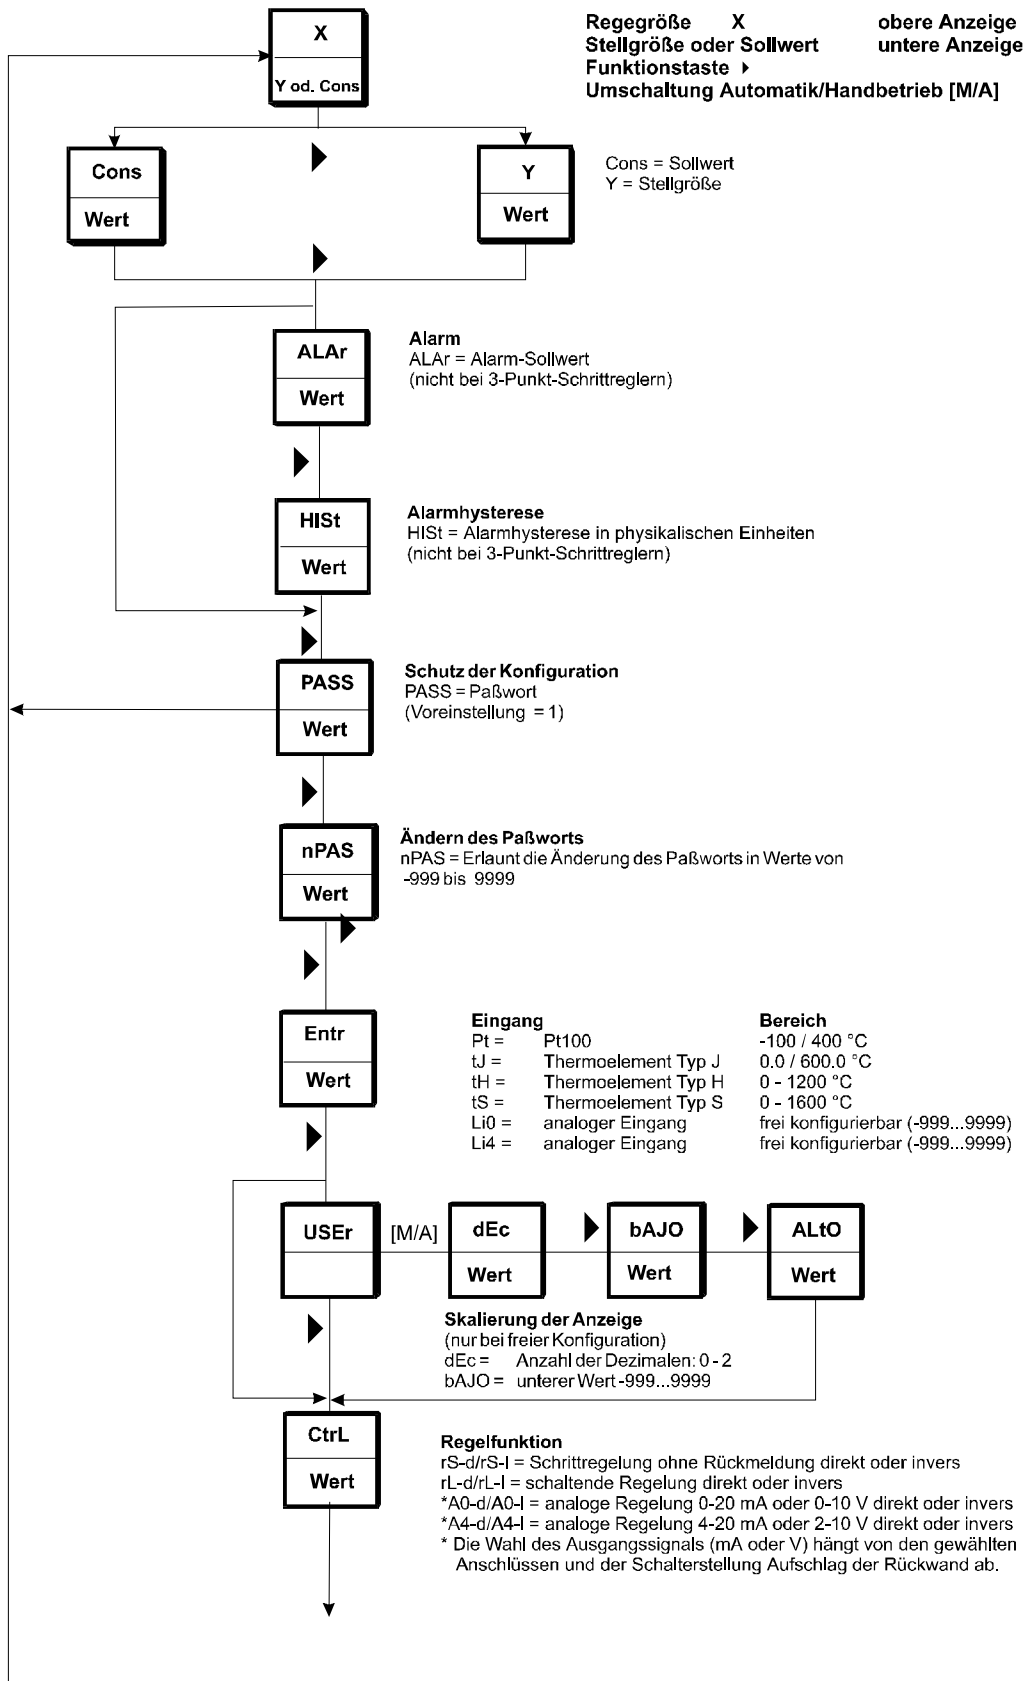 X
Y od. Cons
Regegröße X obere Anzeige
Stellgröße oder Sollwert untere Anzeige
Funktionstaste
Umschaltung Automatik/Handbetrieb [M/A]
Cons
Wert
Y
Wert
Cons = Sollwert
Y = Stellgröße
ALAr
Wert
Alarm
ALAr = Alarm-Sollwert
(nicht bei 3-Punkt-Schrittreglern)
HISt
Wert
Alarmhysterese
HISt = Alarmhysterese in physikalischen Einheiten
(nicht bei 3-Punkt-Schrittreglern)
PASS
Wert
Schutz der Konfiguration
PASS = Paßwort
(Voreinstellung = 1)
nPAS
Wert
Ändern des Paßworts
nPAS = Erlaunt die Änderung des Paßworts in Werte von
-999 bis 9999
Entr
Wert
Eingang Bereich
Pt = Pt100 -100 / 400 °C
tJ = Thermoelement Typ J 0.0 / 600.0 °C
tH = Thermoelement Typ H 0 - 1200 °C
tS = Thermoelement Typ S 0 - 1600 °C
Li0 = analoger Eingang frei konfigurierbar (-999...9999)
Li4 = analoger Eingang frei konfigurierbar (-999...9999)
USEr
[M/A]
dEc
Wert
bAJO
Wert
ALtO
Wert
Skalierung der Anzeige
(nur bei freier Konfiguration)
dEc = Anzahl der Dezimalen: 0 - 2
bAJO = unterer Wert -999...9999
CtrL
Wert
Regelfunktion
rS-d/rS-I = Schrittregelung ohne Rückmeldung direkt oder invers
rL-d/rL-I = schaltende Regelung direkt oder invers
*A0-d/A0-I = analoge Regelung 0-20 mA oder 0-10 V direkt oder invers
*A4-d/A4-I = analoge Regelung 4-20 mA oder 2-10 V direkt oder invers
* Die Wahl des Ausgangssignals (mA oder V) hängt von den gewählten
Anschlüssen und der Schalterstellung Aufschlag der Rückwand ab.